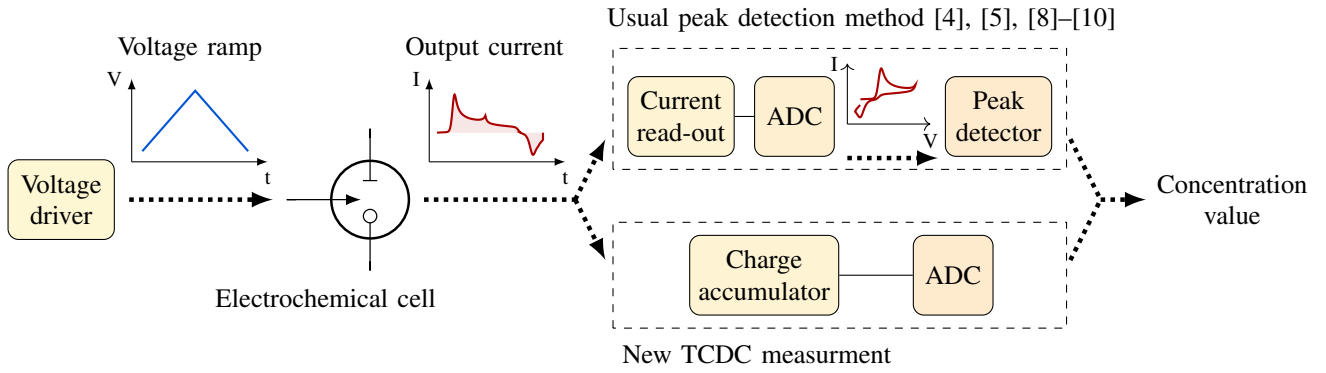 Usual peak detection method [4], [5], [8]–[10]
Voltage ramp
V
t
Output current
I
t
Voltage
driver
Electrochemical cell
Current
read-out
ADC
I
V
Peak
detector
Charge
accumulator
ADC
New TCDC measurment
Concentration
value